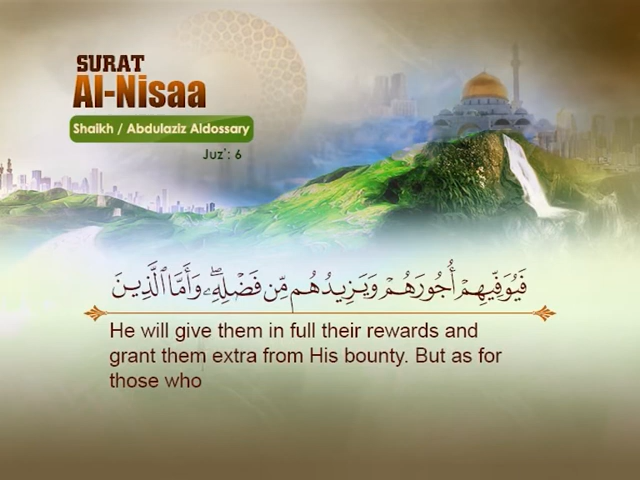 SURAT
Al-Nisaa
Shaikh / Abdulaziz Aldossary
Juz': 6
فَيُوَفِّيهِمْ أُجُورَهُمْ وَيَزِيدُهُم مِّن فَضْلِهِۦۖ وَأَمَّا ٱلَّذِينَ
He will give them in full their rewards and
grant them extra from His bounty. But as for
those who